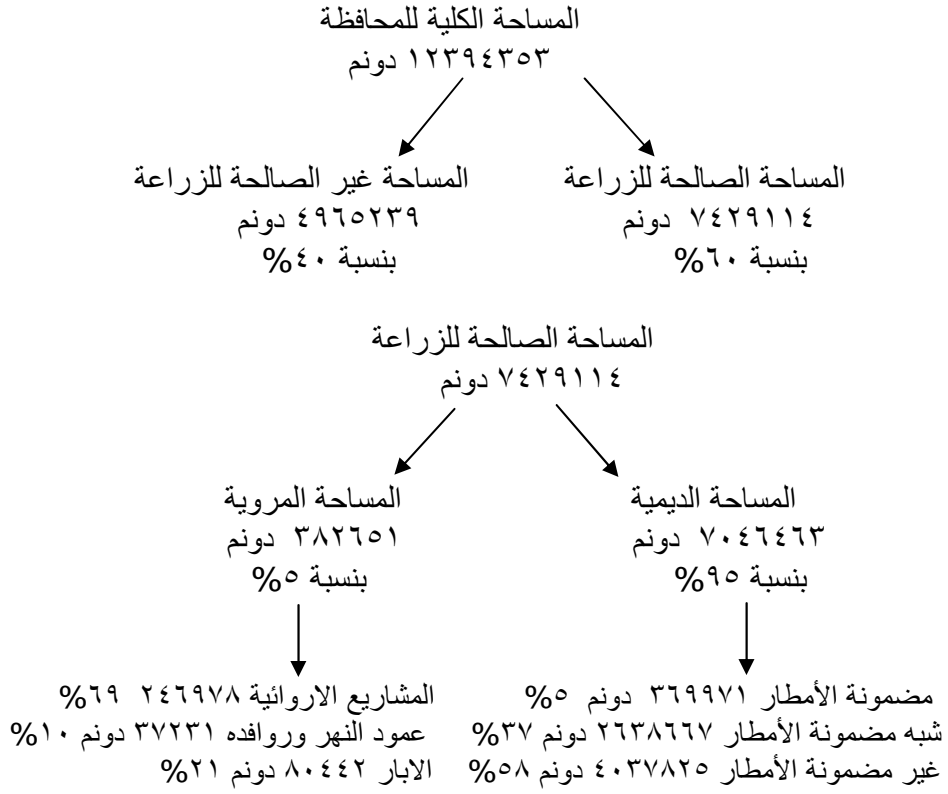 المساحة الكلية للمحافظة
١٢٣٩٤٣٥٣ دونم
المساحة الصالحة للزراعة
٧٤٢٩١١٤ دونم
بنسبة ٦٠%
المساحة غير الصالحة للزراعة
٤٩٦٥٢٣٩ دونم
بنسبة ٤٠%
المساحة الصالحة للزراعة
٧٤٢٩١١٤ دونم
المساحة الديمية
٧٠٤٦٤٦٣ دونم
بنسبة ٩٥%
المساحة المروية
٣٨٢٦٥١ دونم
بنسبة ٥%
مضمونة الأمطار ٣٦٩٩٧١ دونم ٥%
شبه مضمونة الأمطار ٢٦٣٨٦٦٧ دونم ٣٧%
غير مضمونة الأمطار ٤٠٣٧٨٢٥ دونم ٥٨%
المشاريع الاروائية ٢٤٦٩٧٨ ٦٩%
عمود النهر وروافده ٣٧٢٣١ دونم ١٠%
الابار ٨٠٤٤٢ دونم ٢١%